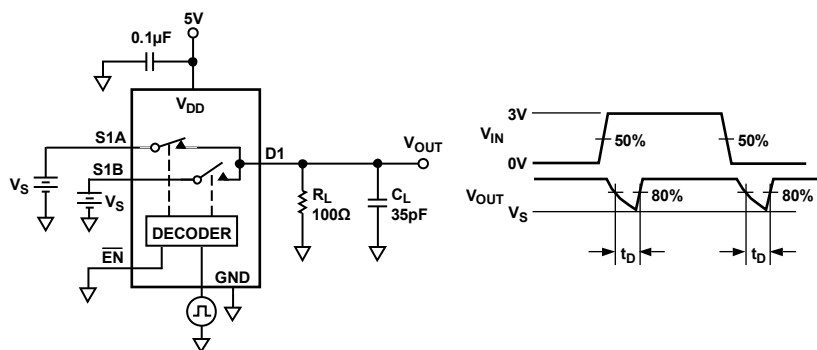 5V
0.1µF
VDD
S1A
S1B
D1
VOUT
VS
VS
RL
100Ω
CL
35pF
DECODER
EN
GND
3V
VIN
50%
50%
0V
VOUT
80%
80%
VS
tD
tD